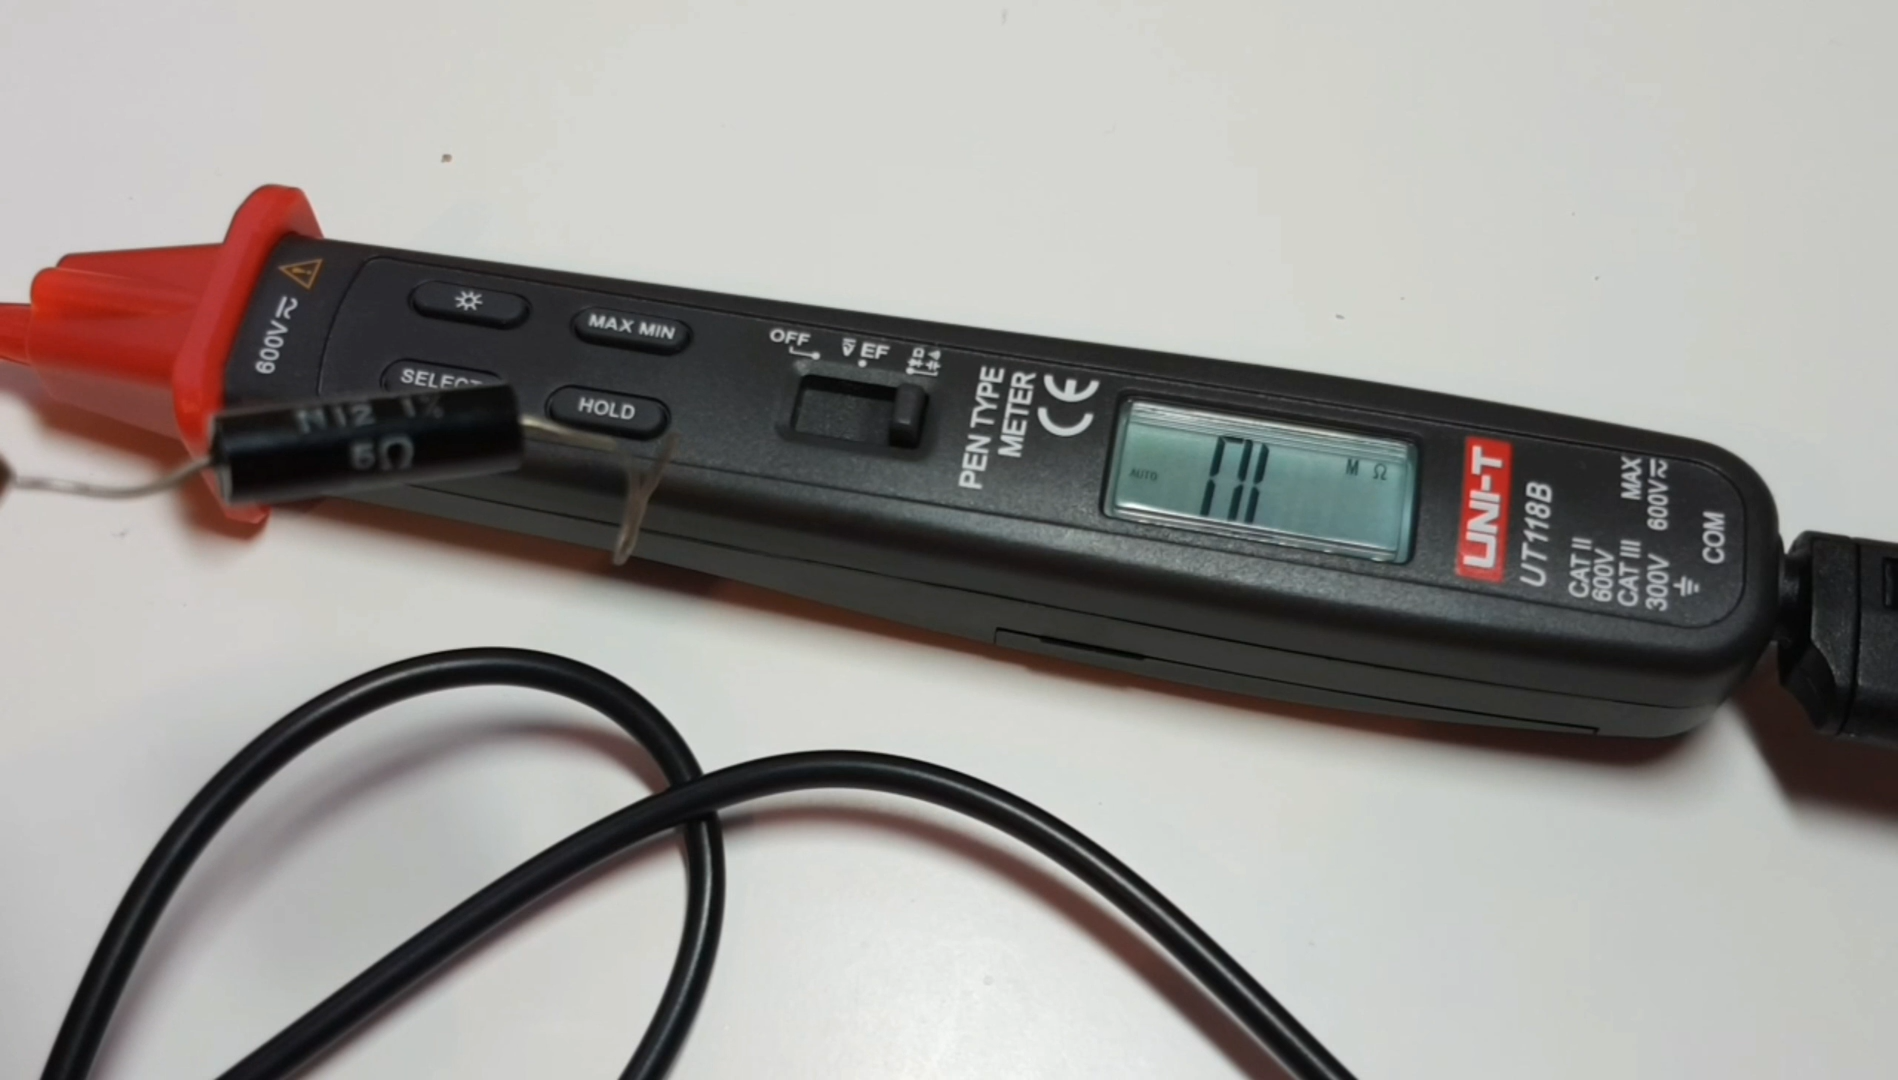 600V
MAX MIN
SELECT
HOLD
OFF
EF
PEN TYPE
METER
CE
AUTO
M Ω
UNI-T
UT118B
CAT II
600V
CAT III
300V
MAX
600V
COM
1%
5Ω